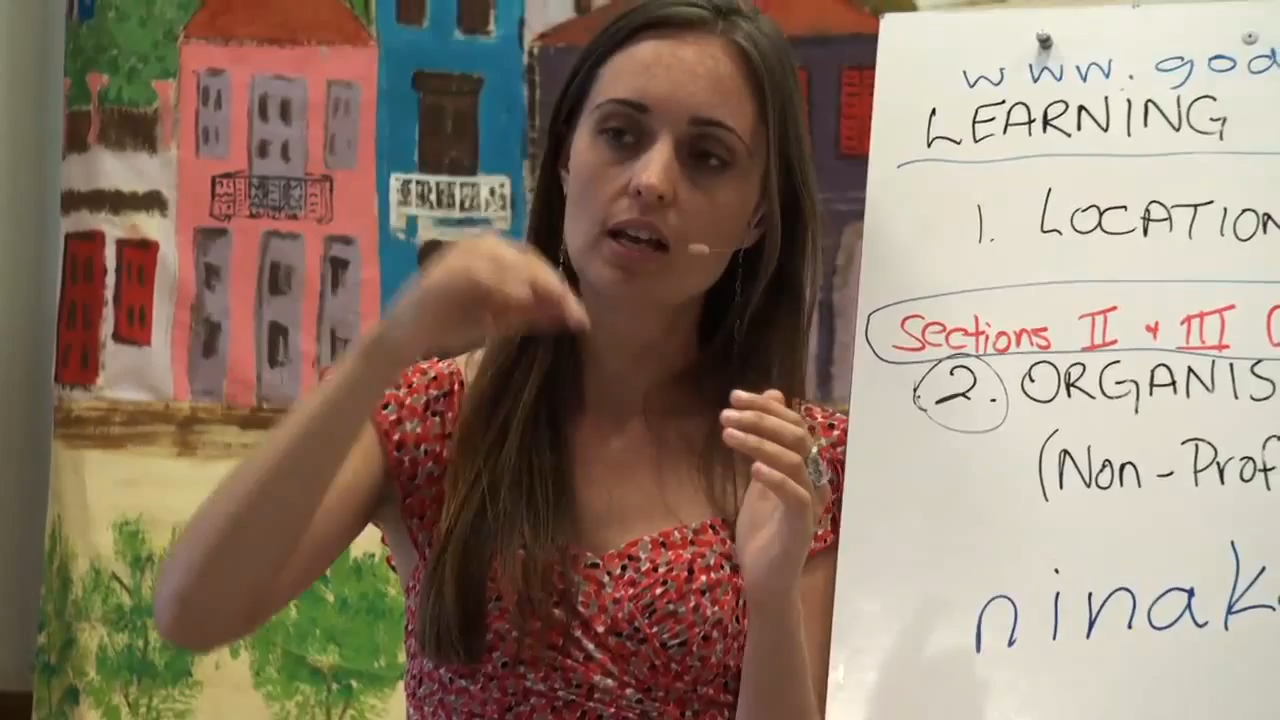 www.god
LEARNING
1. LOCATION
Sections II + III (
2. ORGANIS
(Non-Prof
ninak